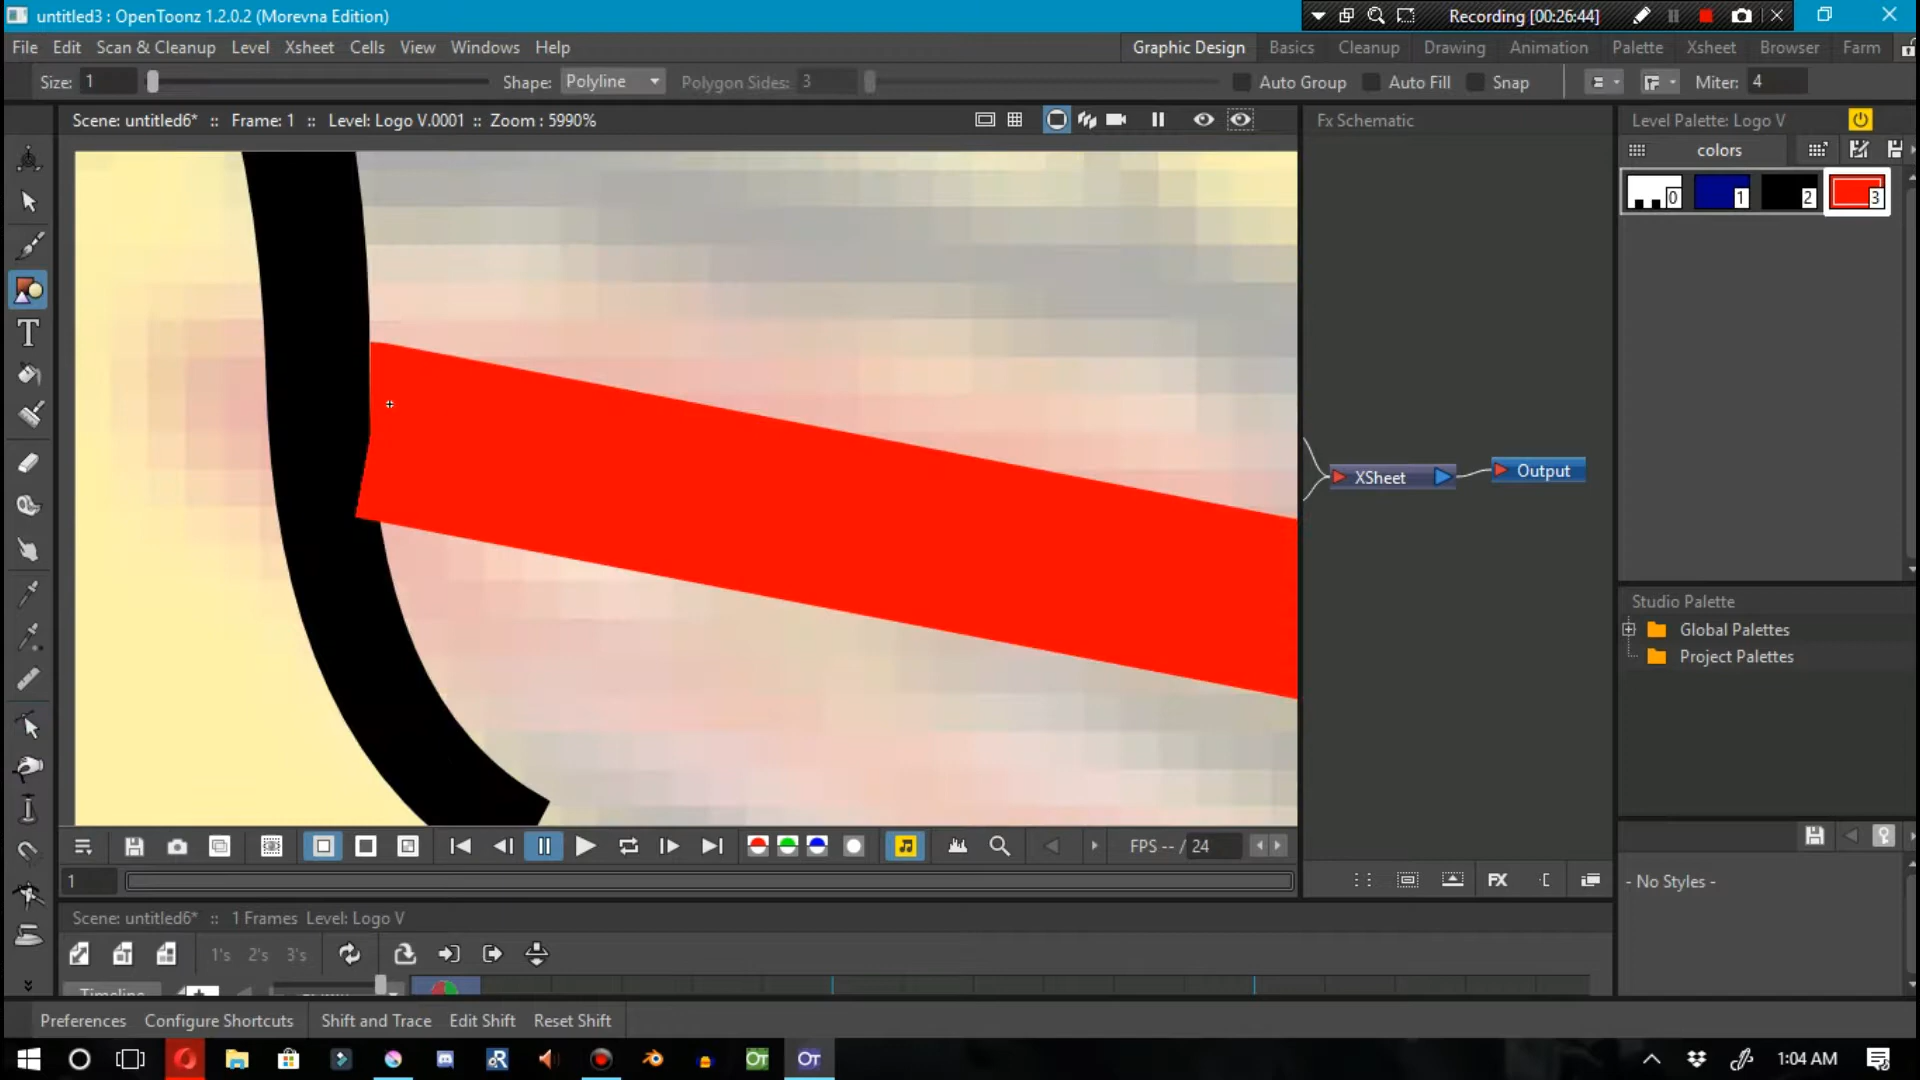 untitled3 : OpenToonz 1.2.0.2 (Morevna Edition)
Recording [00:26:44]
File Edit Scan & Cleanup Level Xsheet Cells View Windows Help
Graphic Design Basics Cleanup Drawing Animation Palette Xsheet Browser Farm
Size: 1 Shape: Polyline Polygon Sides: 3 Auto Group Auto Fill Snap Miter: 4
Scene: untitled6* :: Frame: 1 :: Level: Logo V.0001 :: Zoom : 5990%
Fx Schematic
Level Palette: Logo V
colors
0 1 2 3
XSheet
Output
Studio Palette
Global Palettes
Project Palettes
FPS -- / 24
1
FX
- No Styles -
Scene: untitled6* :: 1 Frames Level: Logo V
1's 2's 3's
Timeline
Preferences Configure Shortcuts Shift and Trace Edit Shift Reset Shift
OT OT
1:04 AM